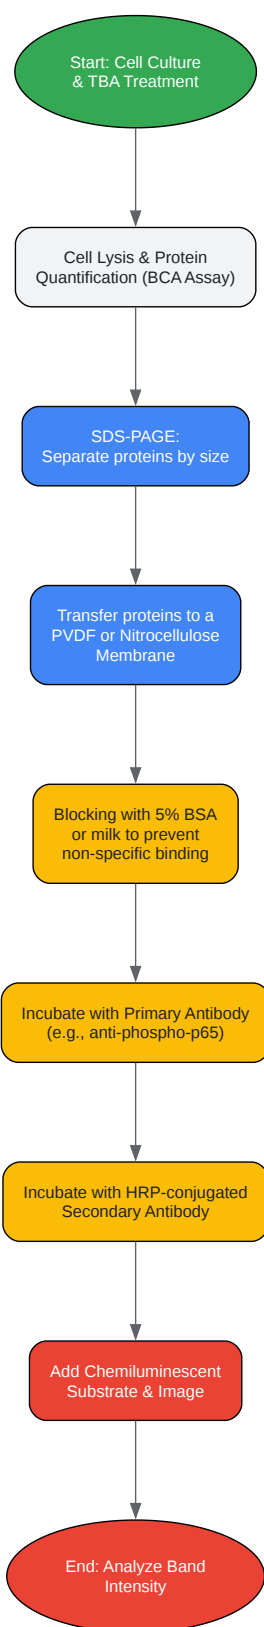 Start: Cell Culture
& TBA Treatment
Cell Lysis & Protein
Quantification (BCA Assay)
SDS-PAGE:
Separate proteins by size
Transfer proteins to a
PVDF or Nitrocellulose
Membrane
Blocking with 5% BSA
or milk to prevent
non-specific binding
Incubate with Primary Antibody
(e.g., anti-phospho-p65)
Incubate with HRP-conjugated
Secondary Antibody
Add Chemiluminescent
Substrate & Image
End: Analyze Band
Intensity